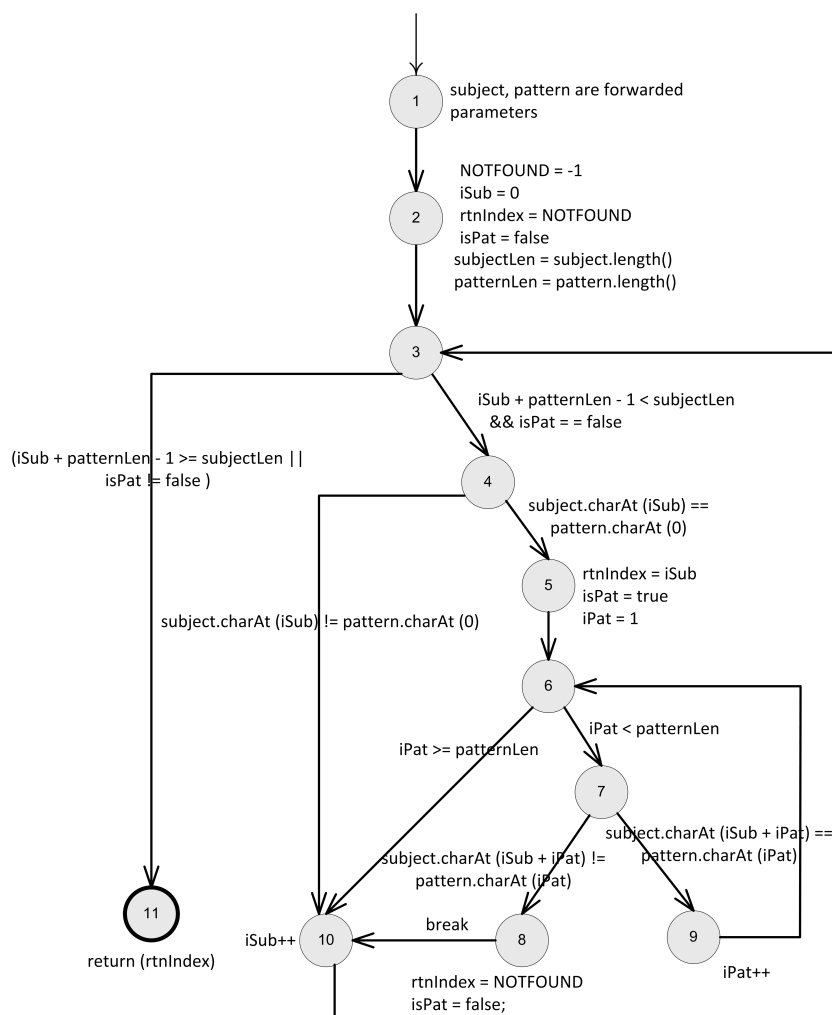 1
subject, pattern are forwarded
parameters
NOTFOUND = -1
iSub = 0
2
rtnIndex = NOTFOUND
isPat = false
subjectLen = subject.length()
patternLen = pattern.length()
3
iSub + patternLen - 1 < subjectLen
&& isPat = = false
(iSub + patternLen - 1 >= subjectLen ||
isPat != false )
4
subject.charAt (iSub) ==
pattern.charAt (0)
5
rtnIndex = iSub
isPat = true
iPat = 1
subject.charAt (iSub) != pattern.charAt (0)
6
iPat < patternLen
iPat >= patternLen
7
subject.charAt (iSub + iPat) ==
pattern.charAt (iPat)
subject.charAt (iSub + iPat) !=
pattern.charAt (iPat)
11
return (rtnIndex)
iSub++
10
break
8
9
rtnIndex = NOTFOUND
isPat = false;
iPat++